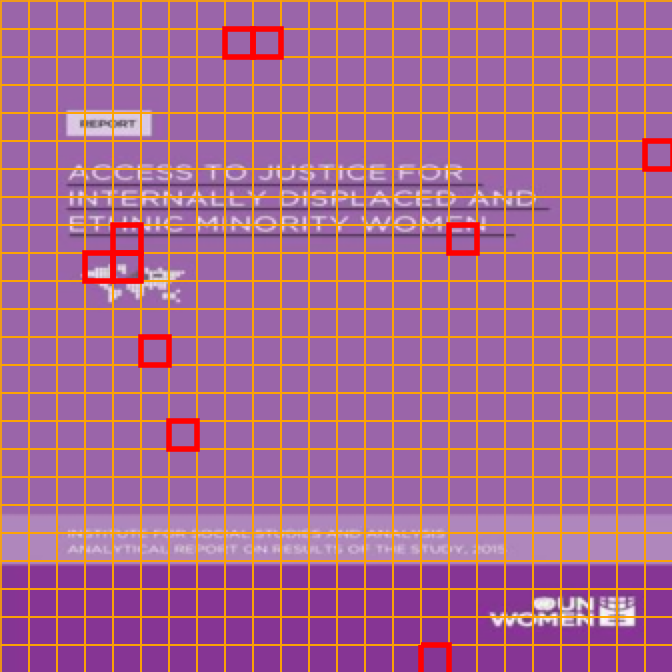 REPORT
ACCESS TO JUSTICE FOR
INTERNALLY DISPLACED AND
ETHNIC MINORITY WOMEN
INSTITUTE FOR SOCIAL STUDIES AND ANALYSIS
ANALYTICAL REPORT ON RESULTS OF THE STUDY, 2015
UN
WOMEN